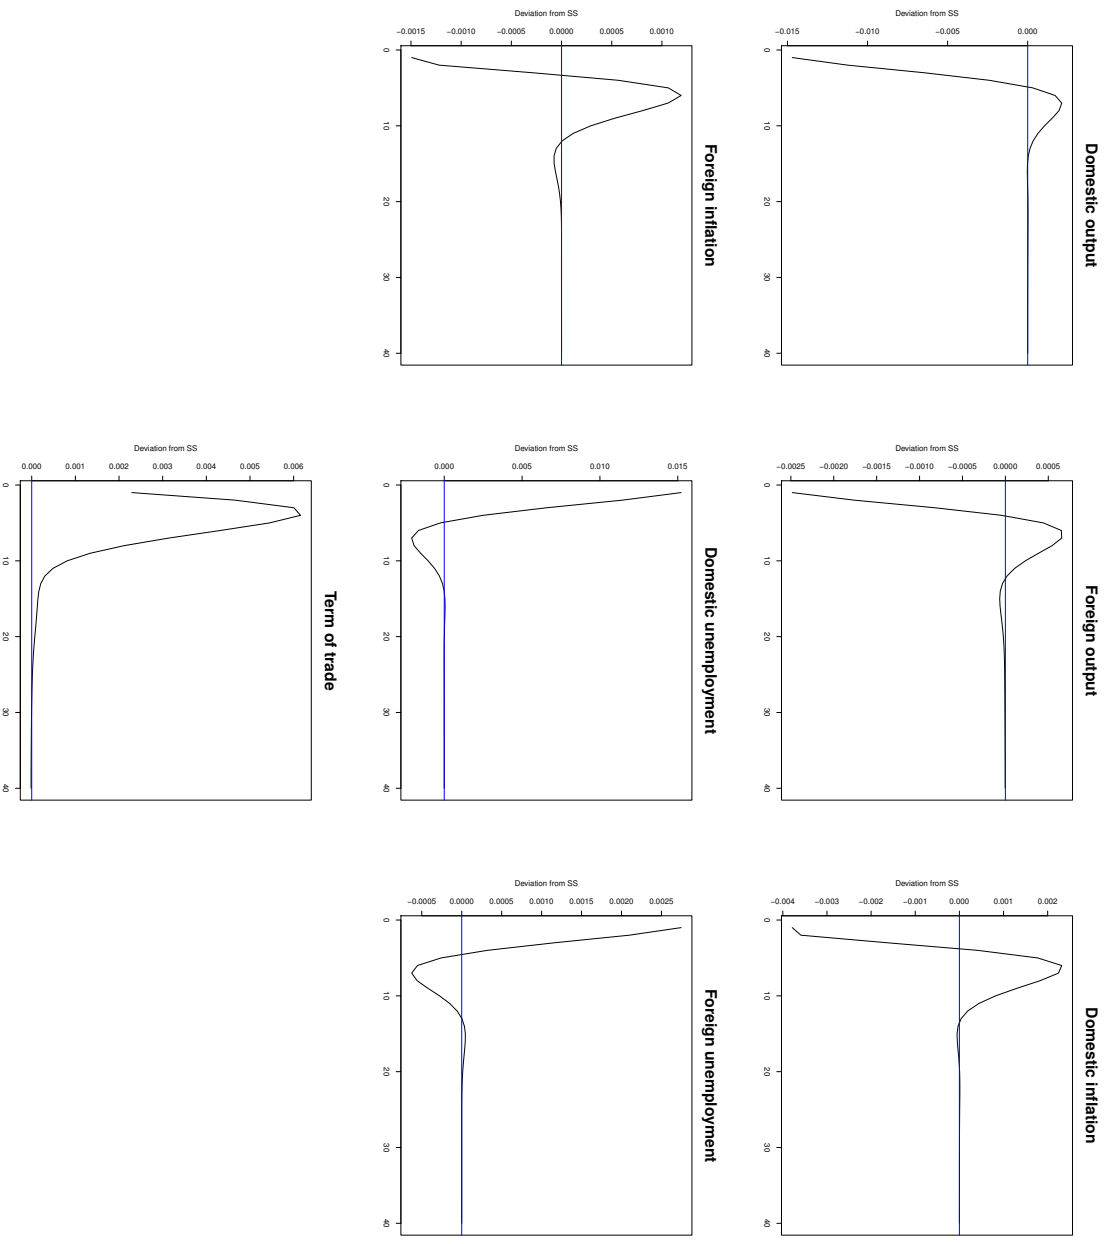 Domestic output
Deviation from SS
−0.015 −0.010 −0.005 0.000
0 10 20 30 40
Foreign output
Deviation from SS
−0.0025 −0.0020 −0.0015 −0.0010 −0.0005 0.0000 0.0005
0 10 20 30 40
Domestic inflation
Deviation from SS
−0.004 −0.003 −0.002 −0.001 0.000 0.001 0.002
0 10 20 30 40
Foreign inflation
Deviation from SS
−0.0015 −0.0010 −0.0005 0.0000 0.0005 0.0010
0 10 20 30 40
Domestic unemployment
Deviation from SS
0.000 0.005 0.010 0.015
0 10 20 30 40
Foreign unemployment
Deviation from SS
−0.0005 0.0000 0.0005 0.0010 0.0015 0.0020 0.0025
0 10 20 30 40
Term of trade
Deviation from SS
0.000 0.001 0.002 0.003 0.004 0.005 0.006
0 10 20 30 40